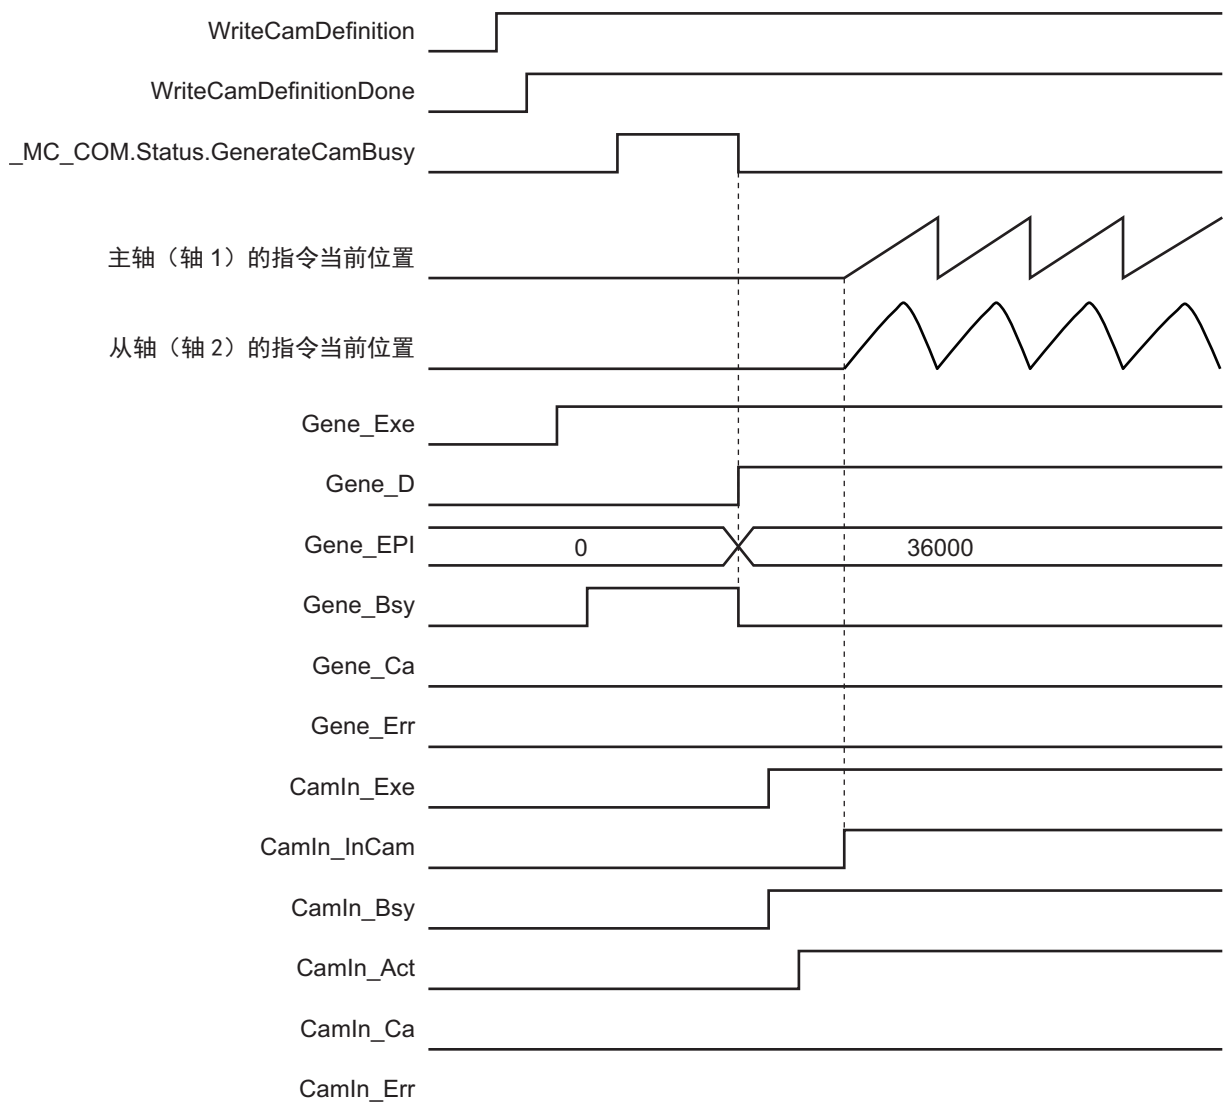 WriteCamDefinition
WriteCamDefinitionDone
_MC_COM.Status.GenerateCamBusy
主轴（轴 1）的指令当前位置
从轴（轴 2）的指令当前位置
Gene_Exe
Gene_D
Gene_EPI 0 36000
Gene_Bsy
Gene_Ca
Gene_Err
CamIn_Exe
CamIn_InCam
CamIn_Bsy
CamIn_Act
CamIn_Ca
CamIn_Err